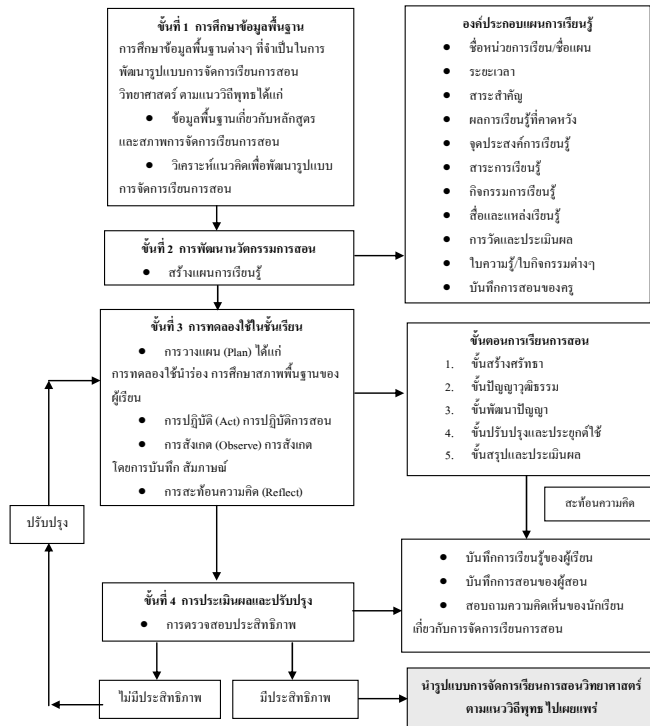 ขั้นที่ 1 การศึกษาข้อมูลพื้นฐาน
การศึกษาข้อมูลพื้นฐานต่างๆ ที่จำเป็นในการ
พัฒนารูปแบบการจัดการเรียนการสอน
วิทยาศาสตร์ ตามแนววิถีพุทธ ได้แก่
● ข้อมูลพื้นฐานเกี่ยวกับหลักสูตร
และสภาพการจัดการเรียนการสอน
● วิเคราะห์แนวคิดเพื่อพัฒนารูปแบบ
การจัดการเรียนการสอน
องค์ประกอบแผนการเรียนรู้
● ชื่อหน่วยการเรียน/ชื่อแผน
● ระยะเวลา
● สาระสำคัญ
● ผลการเรียนรู้ที่คาดหวัง
● จุดประสงค์การเรียนรู้
● สาระการเรียนรู้
● กิจกรรมการเรียนรู้
● สื่อและแหล่งเรียนรู้
● การวัดและประเมินผล
● ใบความรู้/ใบกิจกรรมต่างๆ
● บันทึกการสอนของครู
ขั้นที่ 2 การพัฒนานวัตกรรมการสอน
● สร้างแผนการเรียนรู้
ขั้นที่ 3 การทดลองใช้ในชั้นเรียน
● การวางแผน (Plan) ได้แก่
การทดลองใช้นำร่อง การศึกษาสภาพพื้นฐานของ
ผู้เรียน
● การปฏิบัติ (Act) การปฏิบัติการสอน
● การสังเกต (Observe) การสังเกต
โดยการบันทึก สัมภาษณ์
● การสะท้อนความคิด (Reflect)
ขั้นตอนการเรียนการสอน
1. ขั้นสร้างศรัทธา
2. ขั้นปัญญาวุฒิธรรม
3. ขั้นพัฒนาปัญญา
4. ขั้นปรับปรุงและประยุกต์ใช้
5. ขั้นสรุปและประเมินผล
สะท้อนความคิด
ปรับปรุง
● บันทึกการเรียนรู้ของผู้เรียน
● บันทึกการสอนของผู้สอน
● สอบถามความคิดเห็นของนักเรียน
เกี่ยวกับการจัดการเรียนการสอน
ขั้นที่ 4 การประเมินผลและปรับปรุง
● การตรวจสอบประสิทธิภาพ
ไม่มีประสิทธิภาพ
มีประสิทธิภาพ
นำรูปแบบการจัดการเรียนการสอนวิทยาศาสตร์
ตามแนววิถีพุทธ ไปเผยแพร่